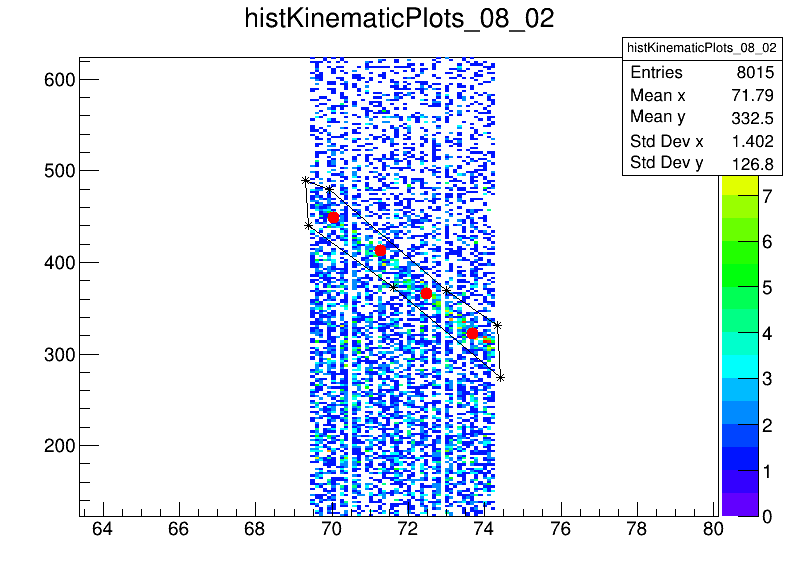 histKinematicPlots_08_02
histKinematicPlots_08_02
Entries 8015
Mean x 71.79
Mean y 332.5
Std Dev x 1.402
Std Dev y 126.8
600
500
400
300
200
64 66 68 70 72 74 76 78 80
7
6
5
4
3
2
1
0